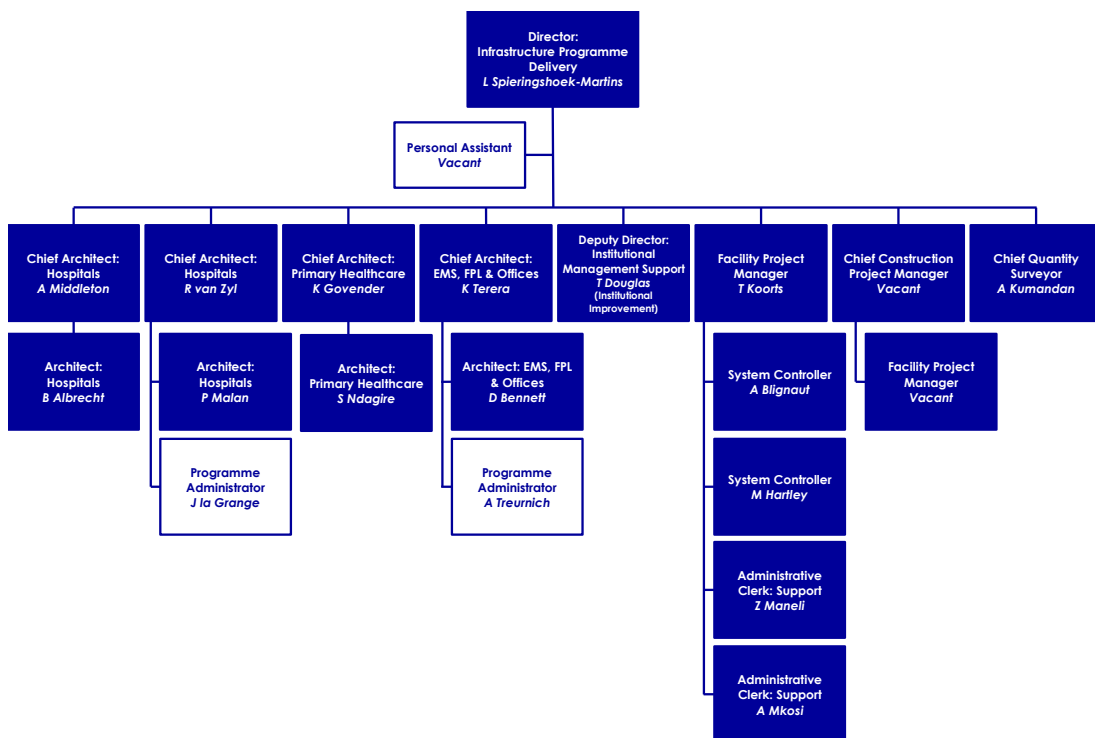 Director:
Infrastructure Programme
Delivery
L Spieringshoek-Martins
Personal Assistant
Vacant
Chief Architect:
Hospitals
A Middleton
Chief Architect:
Hospitals
R van Zyl
Chief Architect:
Primary Healthcare
K Govender
Chief Architect:
EMS, FPL & Offices
K Terera
Deputy Director:
Institutional
Management Support
T Douglas
(Institutional
Improvement)
Facility Project
Manager
T Koorts
Chief Construction
Project Manager
Vacant
Chief Quantity
Surveyor
A Kumandan
Architect:
Hospitals
B Albrecht
Architect:
Hospitals
P Malan
Architect:
Primary Healthcare
S Ndagire
Architect: EMS, FPL
& Offices
D Bennett
System Controller
A Blignaut
Facility Project
Manager
Vacant
Programme
Administrator
J la Grange
Programme
Administrator
A Treurnich
System Controller
M Hartley
Administrative
Clerk: Support
Z Maneli
Administrative
Clerk: Support
A Mkosi